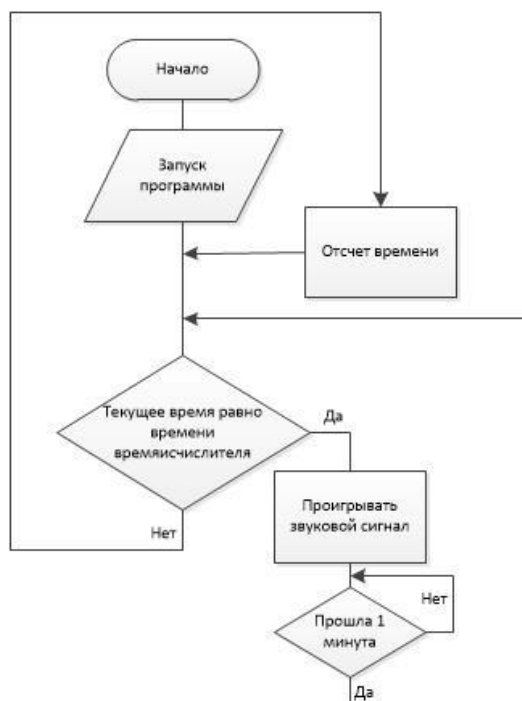 Начало
Запуск
программы
Отсчет времени
Текущее время равно
времени
времяисчислителя
Да
Нет
Проигрывать
звуковой сигнал
Нет
Прошла 1
минута
Да